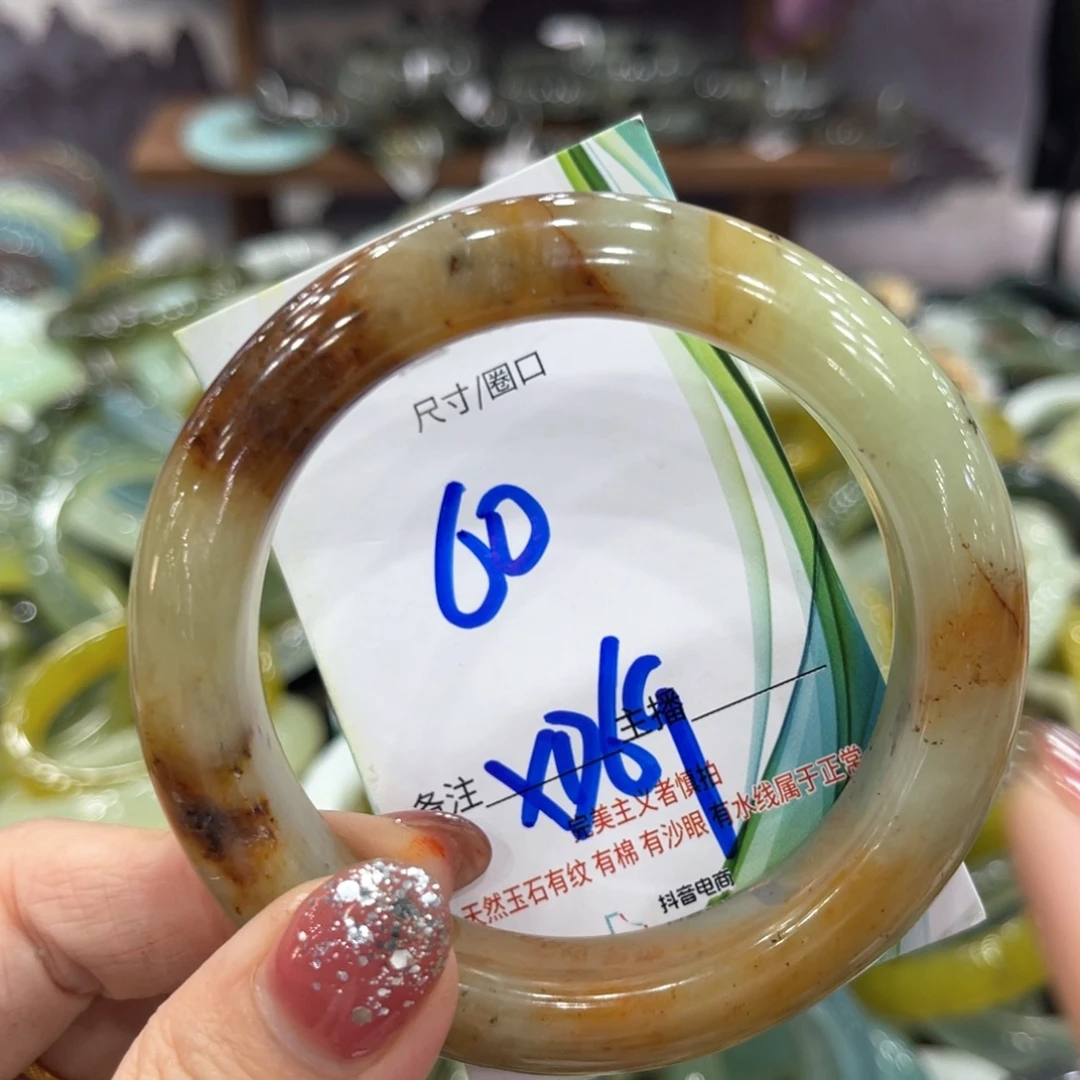 尺寸/圈口
60
主播
备注
XD69
完美主义者慎拍
天然玉石有纹 有棉 有沙眼 有水线属于正常
抖音电商